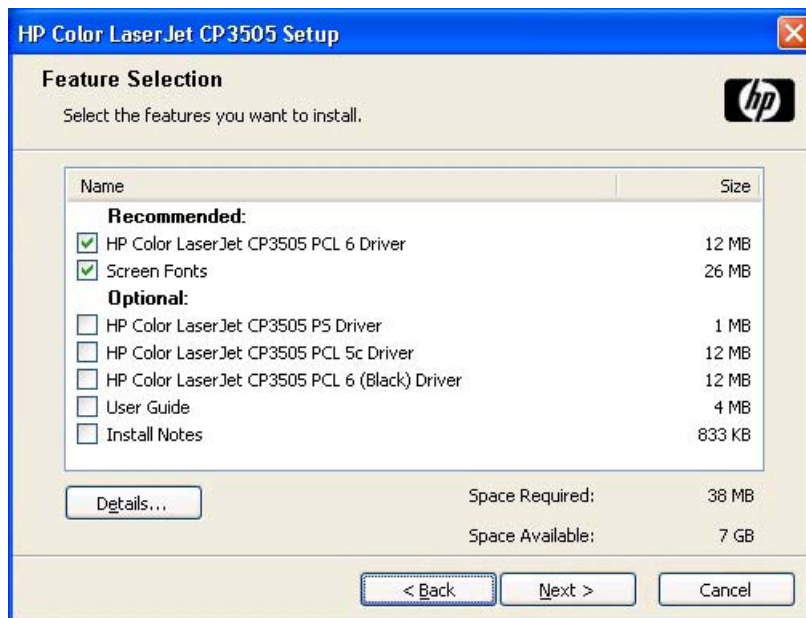 HP Color LaserJet CP3505 Setup
Feature Selection
Select the features you want to install.
hp
Name Size
Recommended:
HP Color LaserJet CP3505 PCL 6 Driver 12 MB
Screen Fonts 26 MB
Optional:
HP Color LaserJet CP3505 PS Driver 1 MB
HP Color LaserJet CP3505 PCL 5c Driver 12 MB
HP Color LaserJet CP3505 PCL 6 (Black) Driver 12 MB
User Guide 4 MB
Install Notes 833 KB
Details... Space Required: 38 MB
Space Available: 7 GB
< Back Next > Cancel